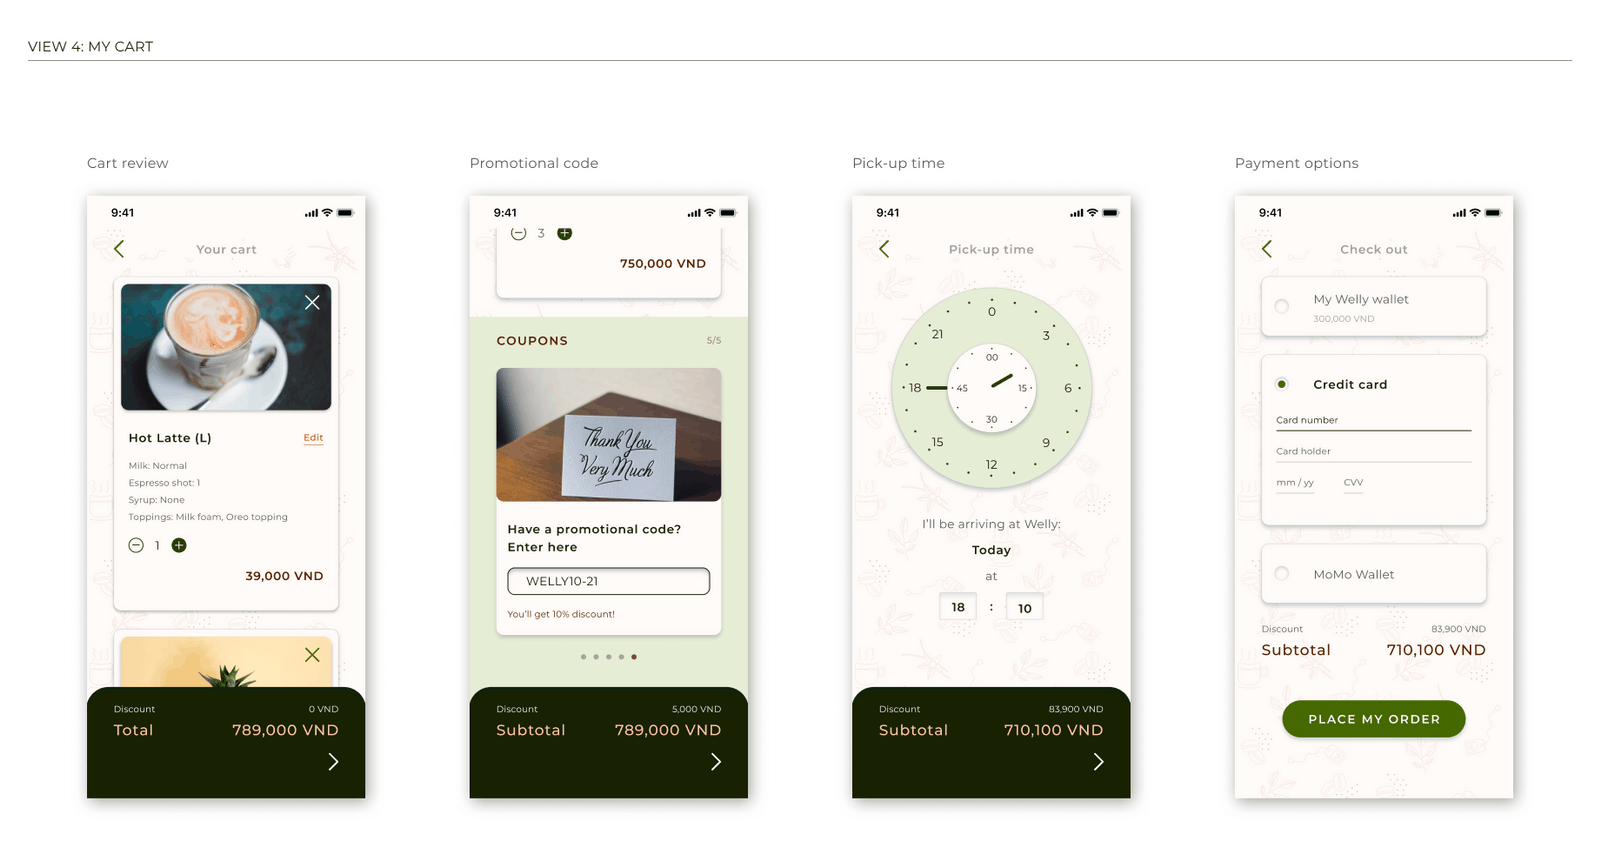 VIEW 4: MY CART
Cart review
9:41
Your cart
Hot Latte (L)
Edit
Milk: Normal
Espresso shot: 1
Syrup: None
Toppings: Milk foam, Oreo topping
1
39,000 VND
Discount
0 VND
Total
789,000 VND
Promotional code
9:41
3
750,000 VND
COUPONS
5/5
Thank You
Very Much
Have a promotional code?
Enter here
WELLY10-21
You'll get 10% discount!
Discount
5,000 VND
Subtotal
789,000 VND
Pick-up time
9:41
Pick-up time
0
3
6
9
12
15
18
21
00
15
30
45
I'll be arriving at Welly:
Today
at
18 : 10
Discount
83,900 VND
Subtotal
710,100 VND
Payment options
9:41
Check out
My Welly wallet
300,000 VND
Credit card
Card number
Card holder
mm / yy
CVV
MoMo Wallet
Discount
83,900 VND
Subtotal
710,100 VND
PLACE MY ORDER